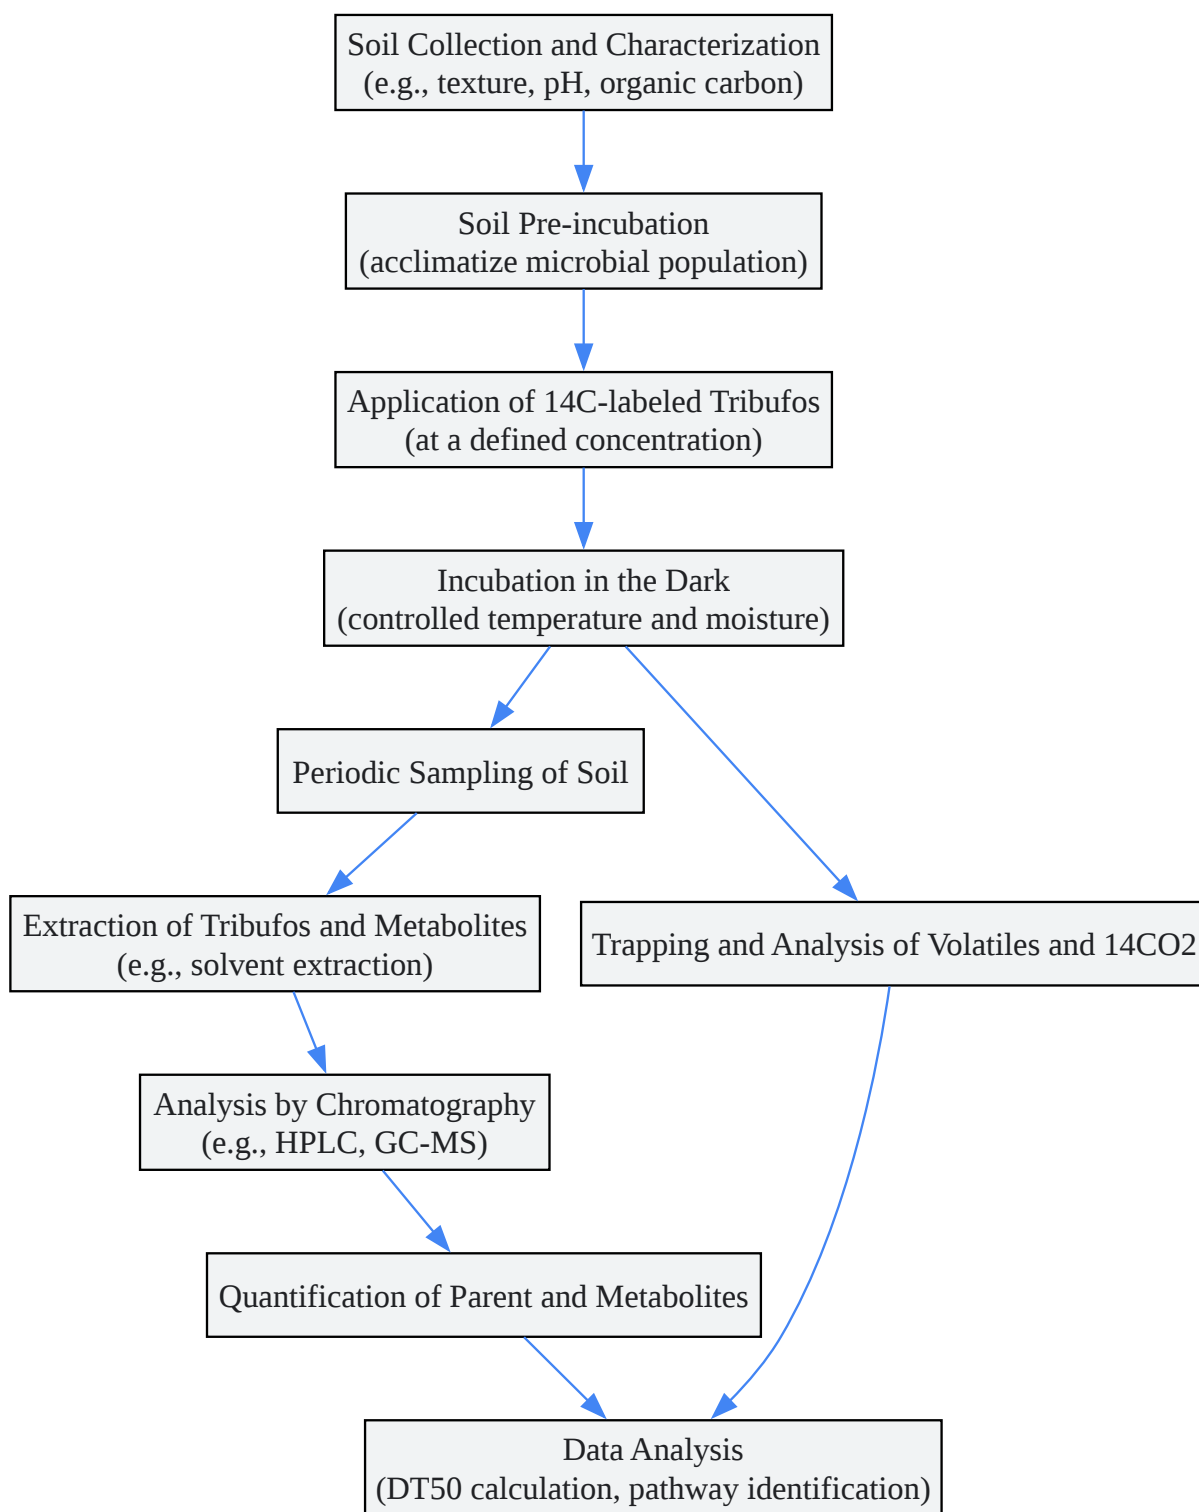 Soil Collection and Characterization
(e.g., texture, pH, organic carbon)
Soil Pre-incubation
(acclimatize microbial population)
Application of 14C-labeled Tribufos
(at a defined concentration)
Incubation in the Dark
(controlled temperature and moisture)
Periodic Sampling of Soil
Extraction of Tribufos and Metabolites
(e.g., solvent extraction)
Trapping and Analysis of Volatiles and 14CO2
Analysis by Chromatography
(e.g., HPLC, GC-MS)
Quantification of Parent and Metabolites
Data Analysis
(DT50 calculation, pathway identification)